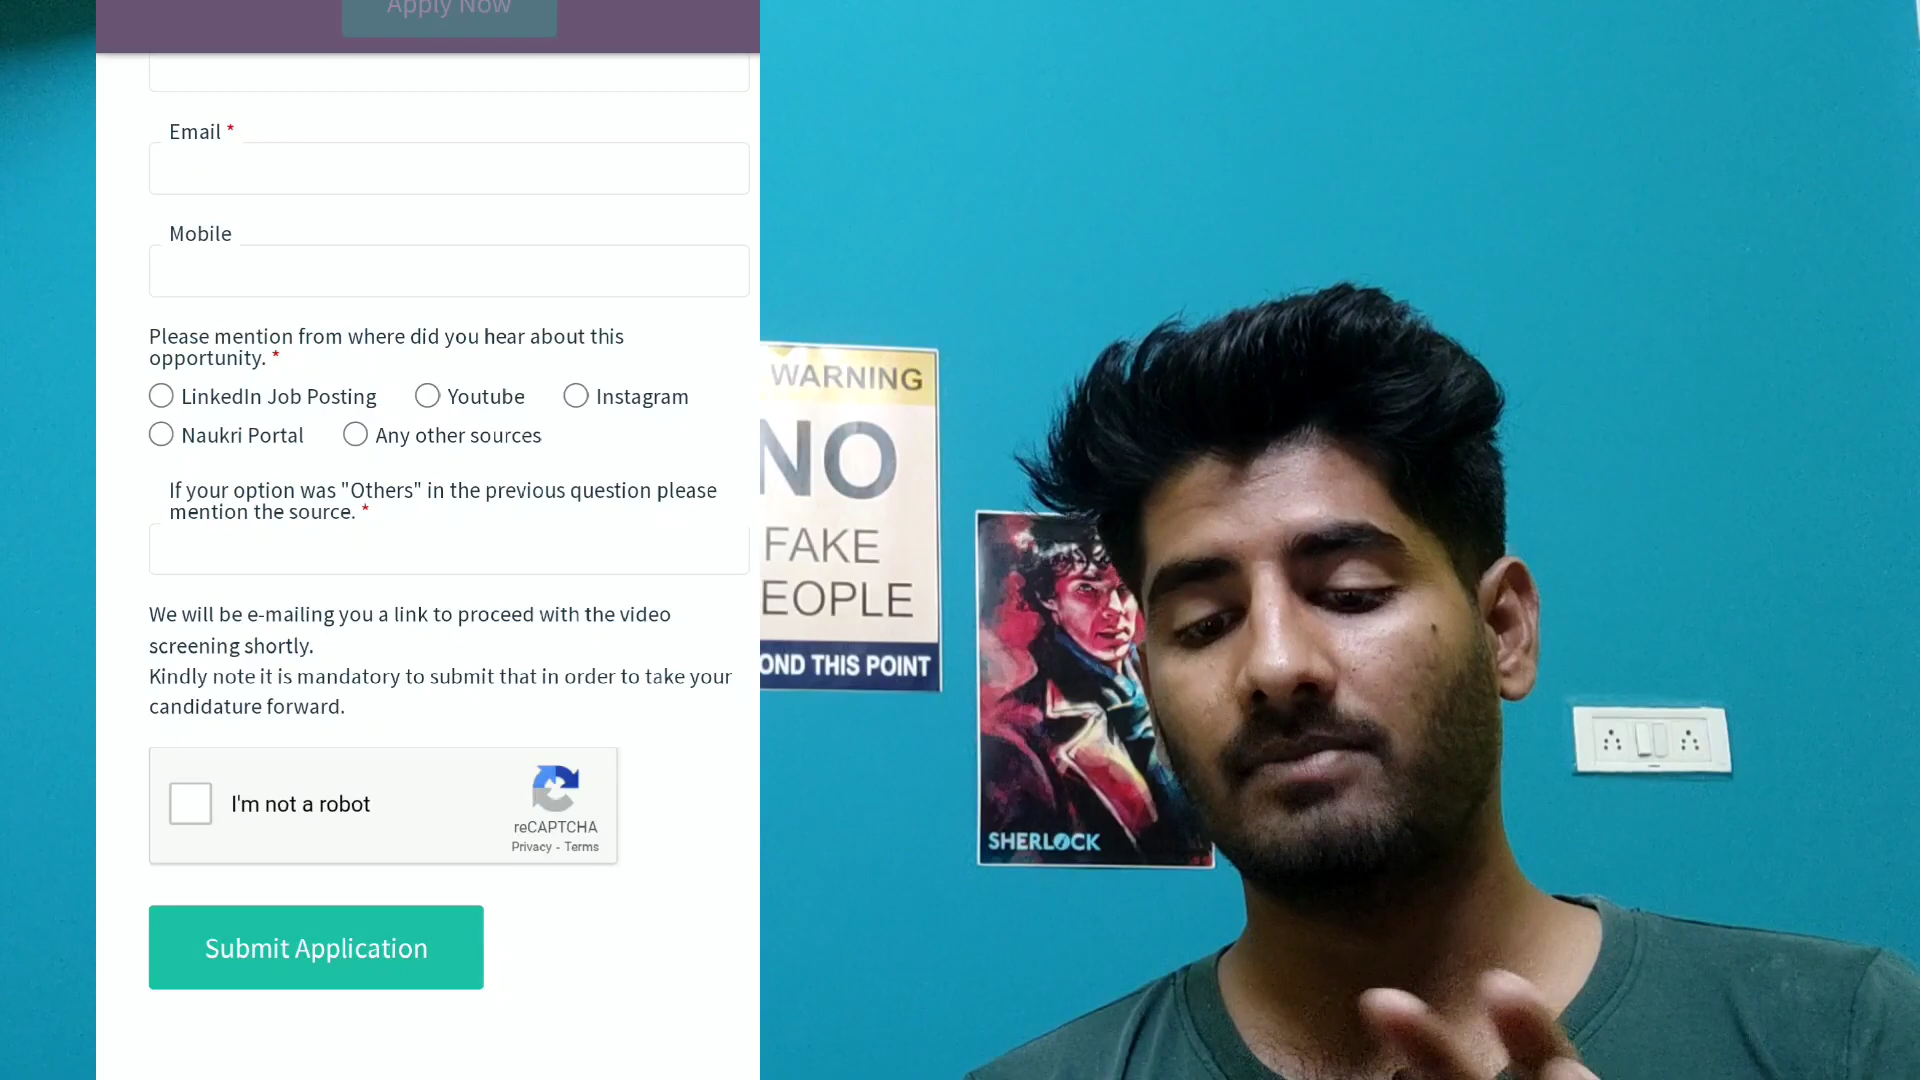 Apply Now
Email *
Mobile
Please mention from where did you hear about this
opportunity. *
LinkedIn Job Posting
Youtube
Instagram
Naukri Portal
Any other sources
If your option was "Others" in the previous question please
mention the source. *
We will be e-mailing you a link to proceed with the video
screening shortly.
Kindly note it is mandatory to submit that in order to take your
candidature forward.
I'm not a robot
reCAPTCHA
Privacy - Terms
Submit Application
WARNING
NO
FAKE
EOPLE
OND THIS POINT
SHERLOCK